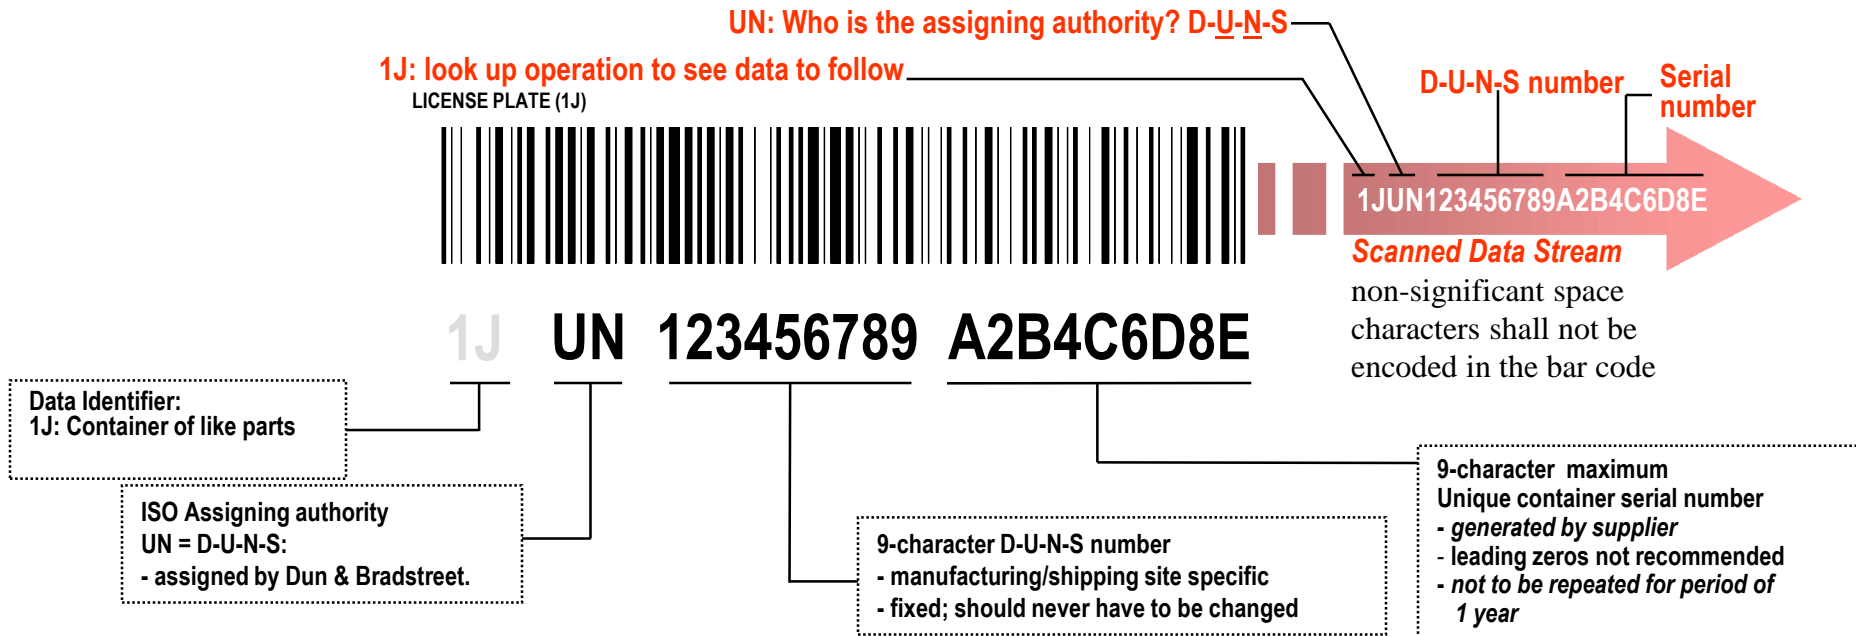 UN: Who is the assigning authority? D-U-N-S
1J: look up operation to see data to follow
LICENSE PLATE (1J)
D-U-N-S number
Serial
number
1JUN123456789A2B4C6D8E
Scanned Data Stream
non-significant space
characters shall not be
encoded in the bar code
1J UN 123456789 A2B4C6D8E
Data Identifier:
1J: Container of like parts
ISO Assigning authority
UN = D-U-N-S:
- assigned by Dun & Bradstreet.
9-character D-U-N-S number
- manufacturing/shipping site specific
- fixed; should never have to be changed
9-character maximum
Unique container serial number
- generated by supplier
- leading zeros not recommended
- not to be repeated for period of
1 year